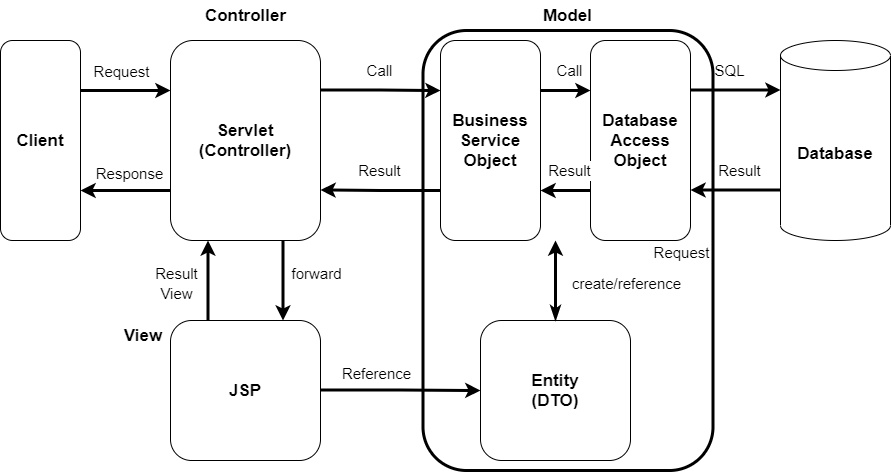 Controller
Model
Request
Call
Call
SQL
Client
Servlet
(Controller)
Business
Service
Object
Database
Access
Object
Database
Response
Result
Result
Result
Request
Result
View
forward
create/reference
View
JSP
Reference
Entity
(DTO)